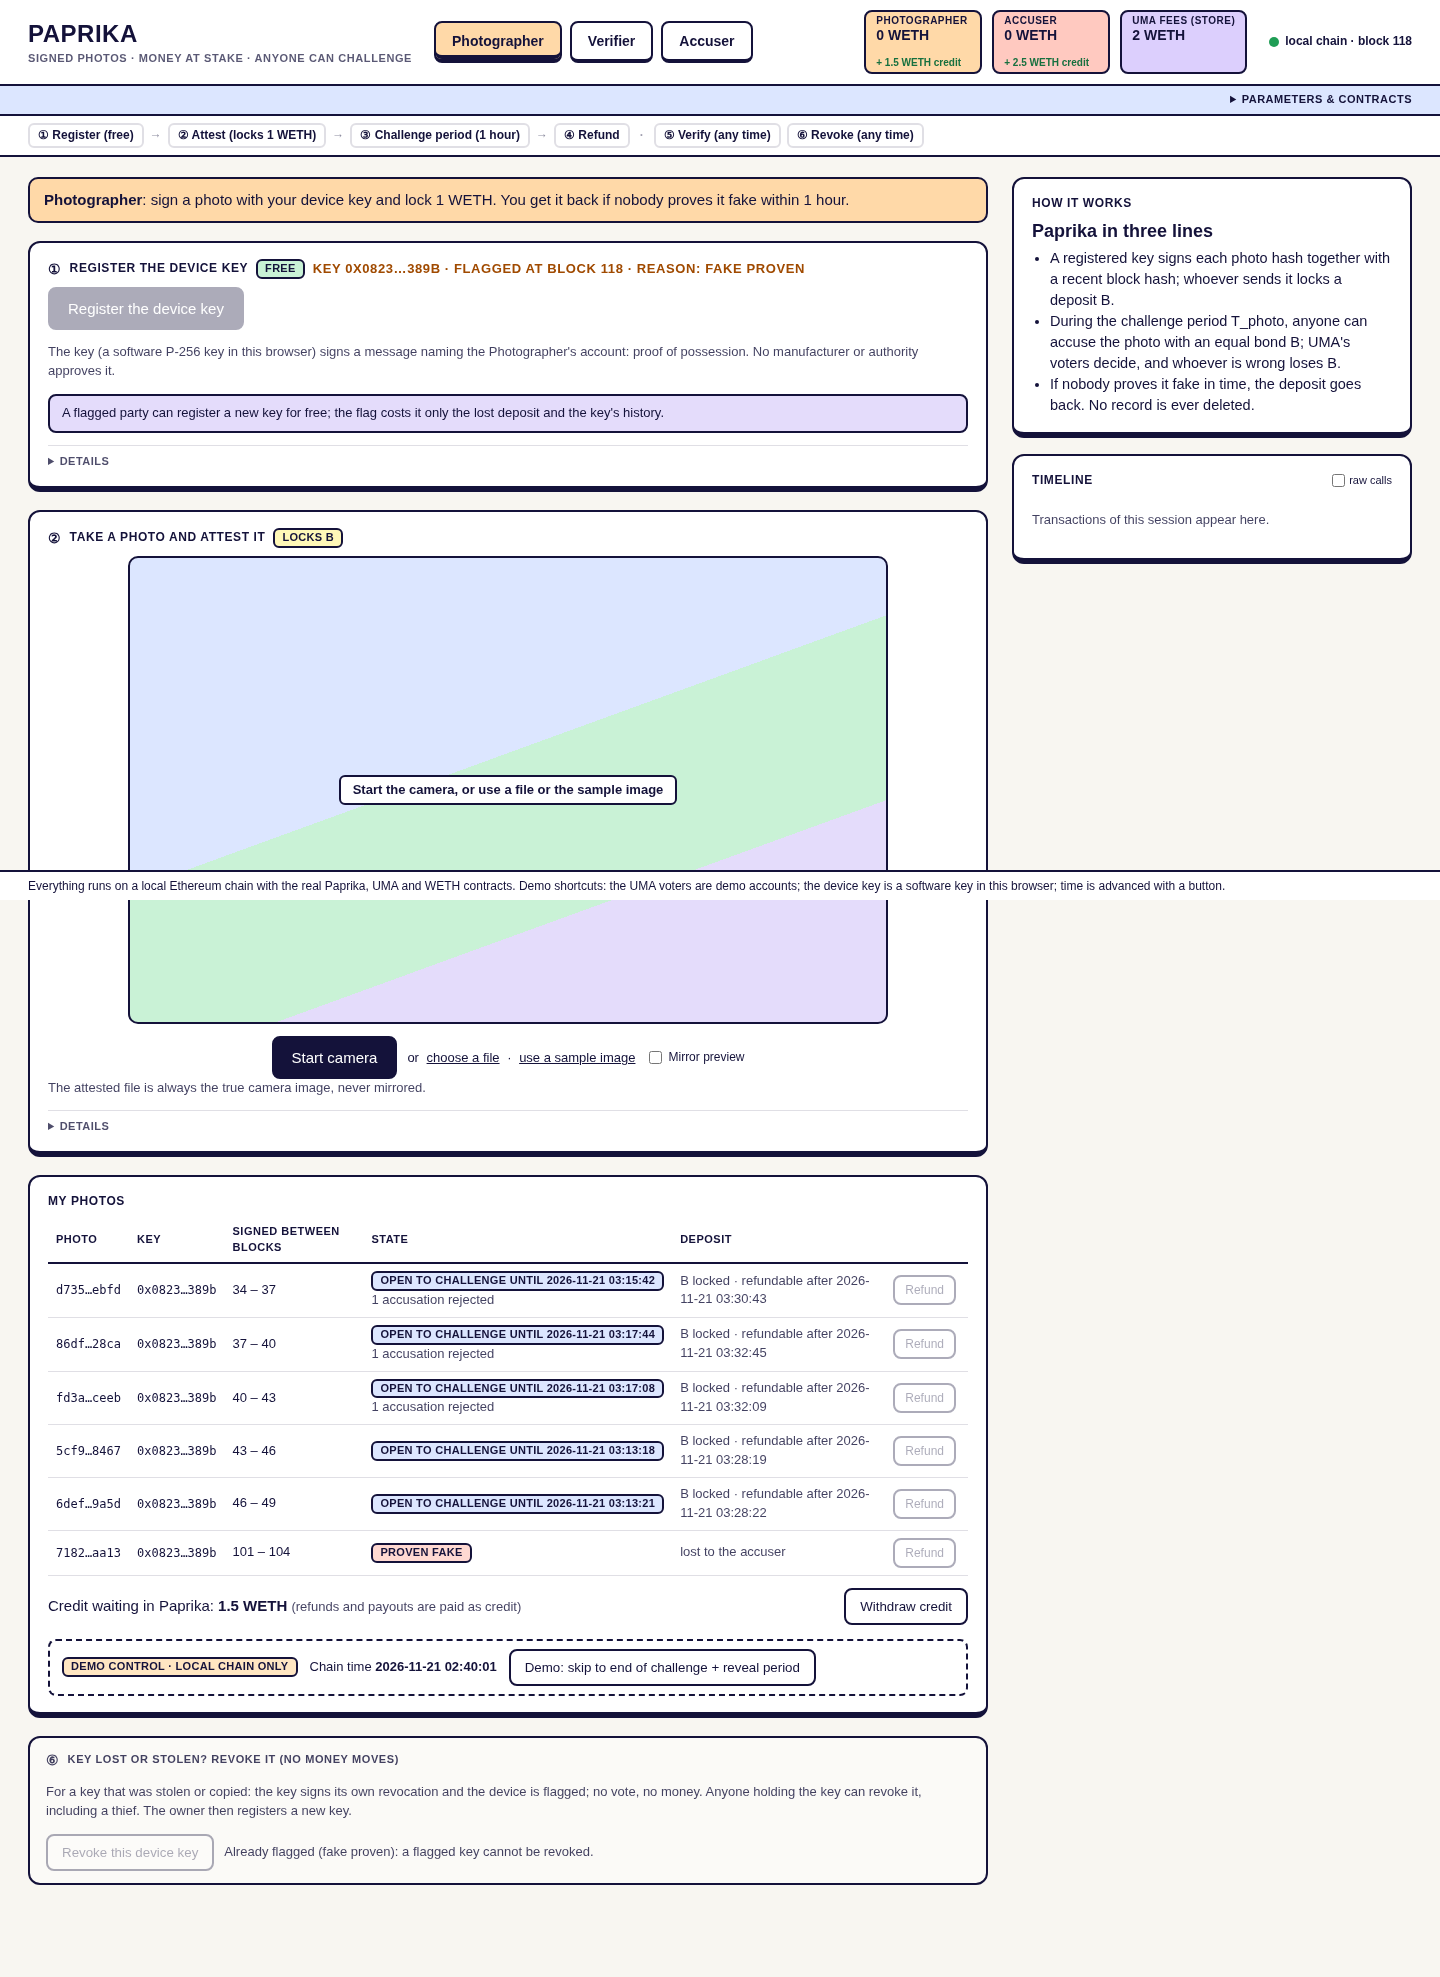 PAPRIKA
SIGNED PHOTOS · MONEY AT STAKE · ANYONE CAN CHALLENGE
Photographer
Verifier
Accuser
PHOTOGRAPHER
0 WETH
+ 1.5 WETH credit
ACCUSER
0 WETH
+ 2.5 WETH credit
UMA FEES (STORE)
2 WETH
local chain · block 118
▶ PARAMETERS & CONTRACTS
① Register (free) → ② Attest (locks 1 WETH) → ③ Challenge period (1 hour) → ④ Refund · ⑤ Verify (any time) ⑥ Revoke (any time)
Photographer: sign a photo with your device key and lock 1 WETH. You get it back if nobody proves it fake within 1 hour.
① REGISTER THE DEVICE KEY FREE KEY 0X0823…389B · FLAGGED AT BLOCK 118 · REASON: FAKE PROVEN
Register the device key
The key (a software P-256 key in this browser) signs a message naming the Photographer's account: proof of possession. No manufacturer or authority
approves it.
A flagged party can register a new key for free; the flag costs it only the lost deposit and the key's history.
▶ DETAILS
② TAKE A PHOTO AND ATTEST IT LOCKS B
Start the camera, or use a file or the sample image
Everything runs on a local Ethereum chain with the real Paprika, UMA and WETH contracts. Demo shortcuts: the UMA voters are demo accounts; the device key is a software key in this browser; time is advanced with a button.
Start camera or choose a file · use a sample image Mirror preview
The attested file is always the true camera image, never mirrored.
▶ DETAILS
MY PHOTOS
PHOTO KEY SIGNED BETWEEN BLOCKS STATE DEPOSIT
d735…ebfd 0x0823…389b 34 – 37 OPEN TO CHALLENGE UNTIL 2026-11-21 03:15:42 B locked · refundable after 2026-
1 accusation rejected 11-21 03:30:43 Refund
86df…28ca 0x0823…389b 37 – 40 OPEN TO CHALLENGE UNTIL 2026-11-21 03:17:44 B locked · refundable after 2026-
1 accusation rejected 11-21 03:32:45 Refund
fd3a…ceeb 0x0823…389b 40 – 43 OPEN TO CHALLENGE UNTIL 2026-11-21 03:17:08 B locked · refundable after 2026-
1 accusation rejected 11-21 03:32:09 Refund
5cf9…8467 0x0823…389b 43 – 46 OPEN TO CHALLENGE UNTIL 2026-11-21 03:13:18 B locked · refundable after 2026-
11-21 03:28:19 Refund
6def…9a5d 0x0823…389b 46 – 49 OPEN TO CHALLENGE UNTIL 2026-11-21 03:13:21 B locked · refundable after 2026-
11-21 03:28:22 Refund
7182…aa13 0x0823…389b 101 – 104 PROVEN FAKE lost to the accuser Refund
Credit waiting in Paprika: 1.5 WETH (refunds and payouts are paid as credit) Withdraw credit
DEMO CONTROL · LOCAL CHAIN ONLY Chain time 2026-11-21 02:40:01 Demo: skip to end of challenge + reveal period
⑥ KEY LOST OR STOLEN? REVOKE IT (NO MONEY MOVES)
For a key that was stolen or copied: the key signs its own revocation and the device is flagged; no vote, no money. Anyone holding the key can revoke it,
including a thief. The owner then registers a new key.
Revoke this device key Already flagged (fake proven): a flagged key cannot be revoked.
HOW IT WORKS
Paprika in three lines
• A registered key signs each photo hash together with
a recent block hash; whoever sends it locks a
deposit B.
• During the challenge period T_photo, anyone can
accuse the photo with an equal bond B; UMA's
voters decide, and whoever is wrong loses B.
• If nobody proves it fake in time, the deposit goes
back. No record is ever deleted.
TIMELINE raw calls
Transactions of this session appear here.